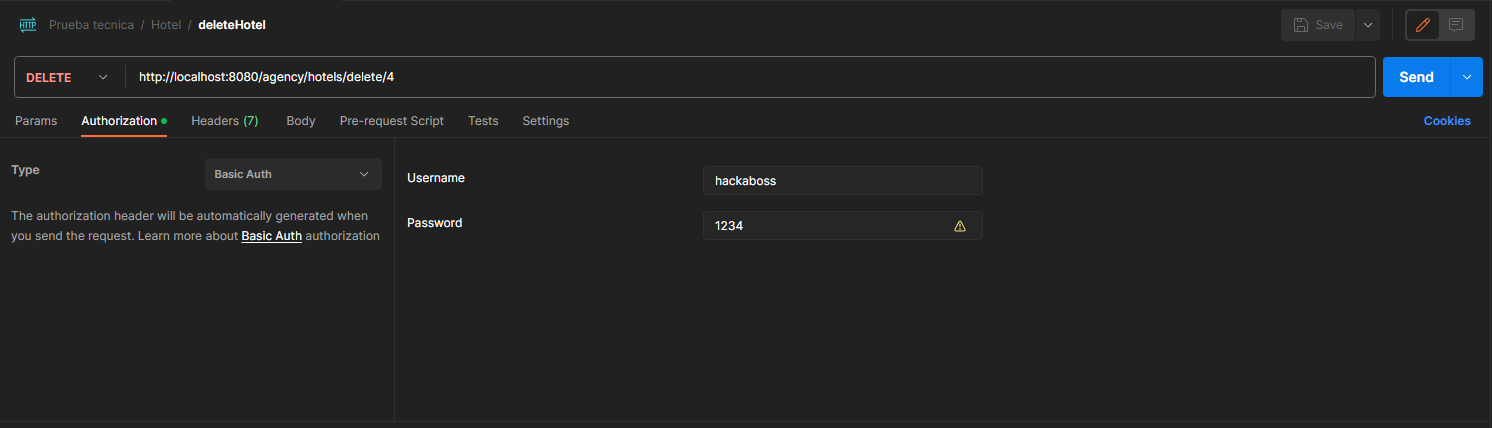 HTTP Prueba tecnica / Hotel / deleteHotel Save
DELETE http://localhost:8080/agency/hotels/delete/4 Send
Params Authorization Headers (7) Body Pre-request Script Tests Settings Cookies
Type Basic Auth
The authorization header will be automatically generated when
you send the request. Learn more about Basic Auth authorization
Username hackaboss
Password 1234